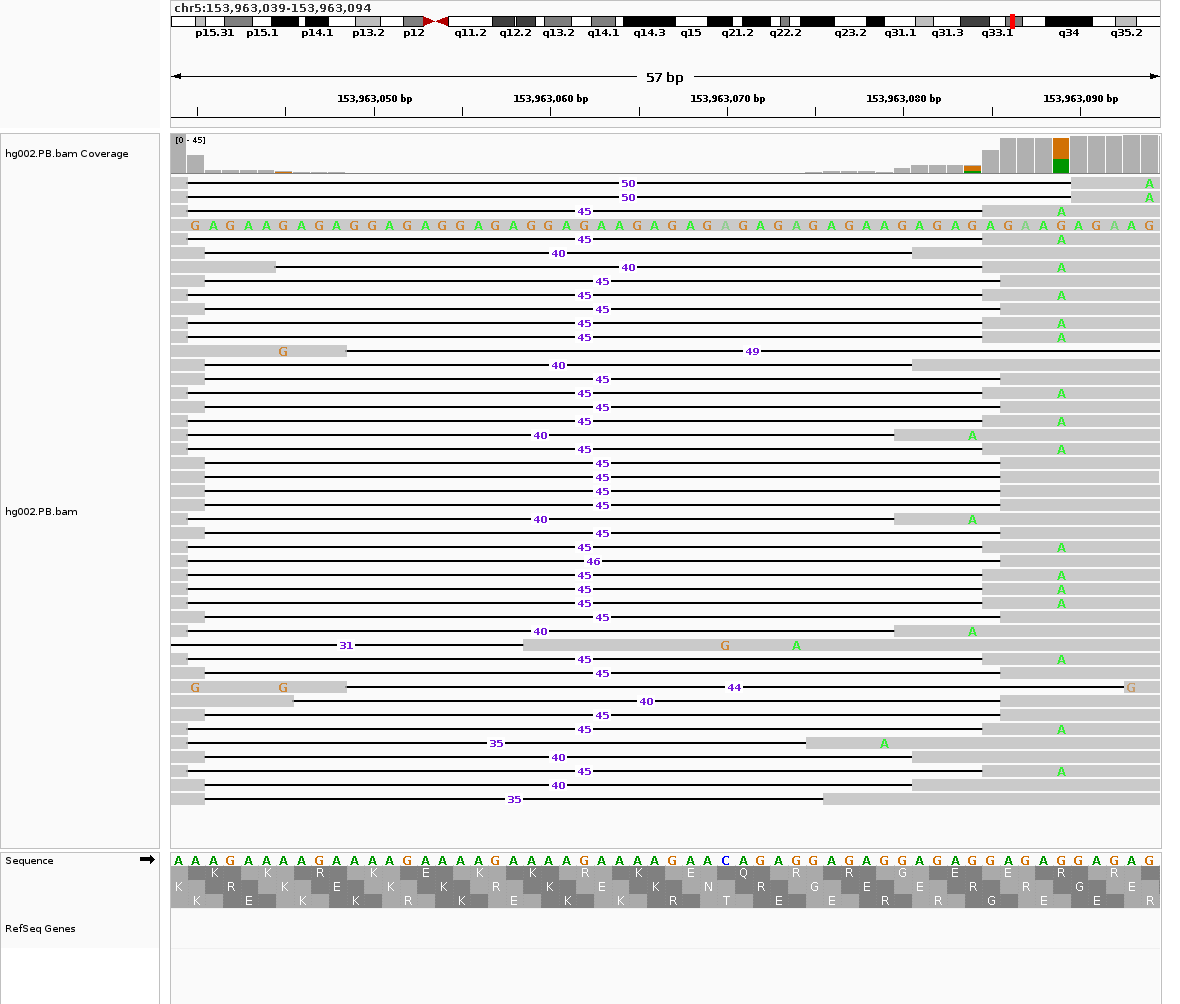 chr5:153,963,039-153,963,094
p15.31 p15.1 p14.1 p13.2 p12 q11.2 q12.2 q13.2 q14.1 q14.3 q15 q21.2 q22.2 q23.2 q31.1 q31.3 q33.1 q34 q35.2
57 bp
153,963,050 bp 153,963,060 bp 153,963,070 bp 153,963,080 bp 153,963,090 bp
hg002.PB.bam Coverage
[0 - 45]
50 A
50 A
45 A
G A G A A G A G A G G A G A G G A G A G G A G A A G A G A G A G A G A G A G A A G A G A G A G A A G A G A A G
45 A
40
40 A
45
45 A
45
45 A
45 A
G 49
40
45
45 A
45
45 A
40 A
45 A
45
45
45
hg002.PB.bam
45
40 A
45
45 A
46
45 A
45 A
45 A
45
40 A
31 G A
45 A
45
G G 44 G
40
45
45 A
35 A
40
45 A
40
35
Sequence
A A A G A A A A G A A A A G A A A A G A A A A G A A A A G A A C A G A G G A G A G G A G A G G A G A G G A G A G
K K R K E K K R K E Q R R G E E R R
K R K E K K R K E K N R G E E R R G E
K E K K R K E K K R T E E R R G E E R
RefSeq Genes